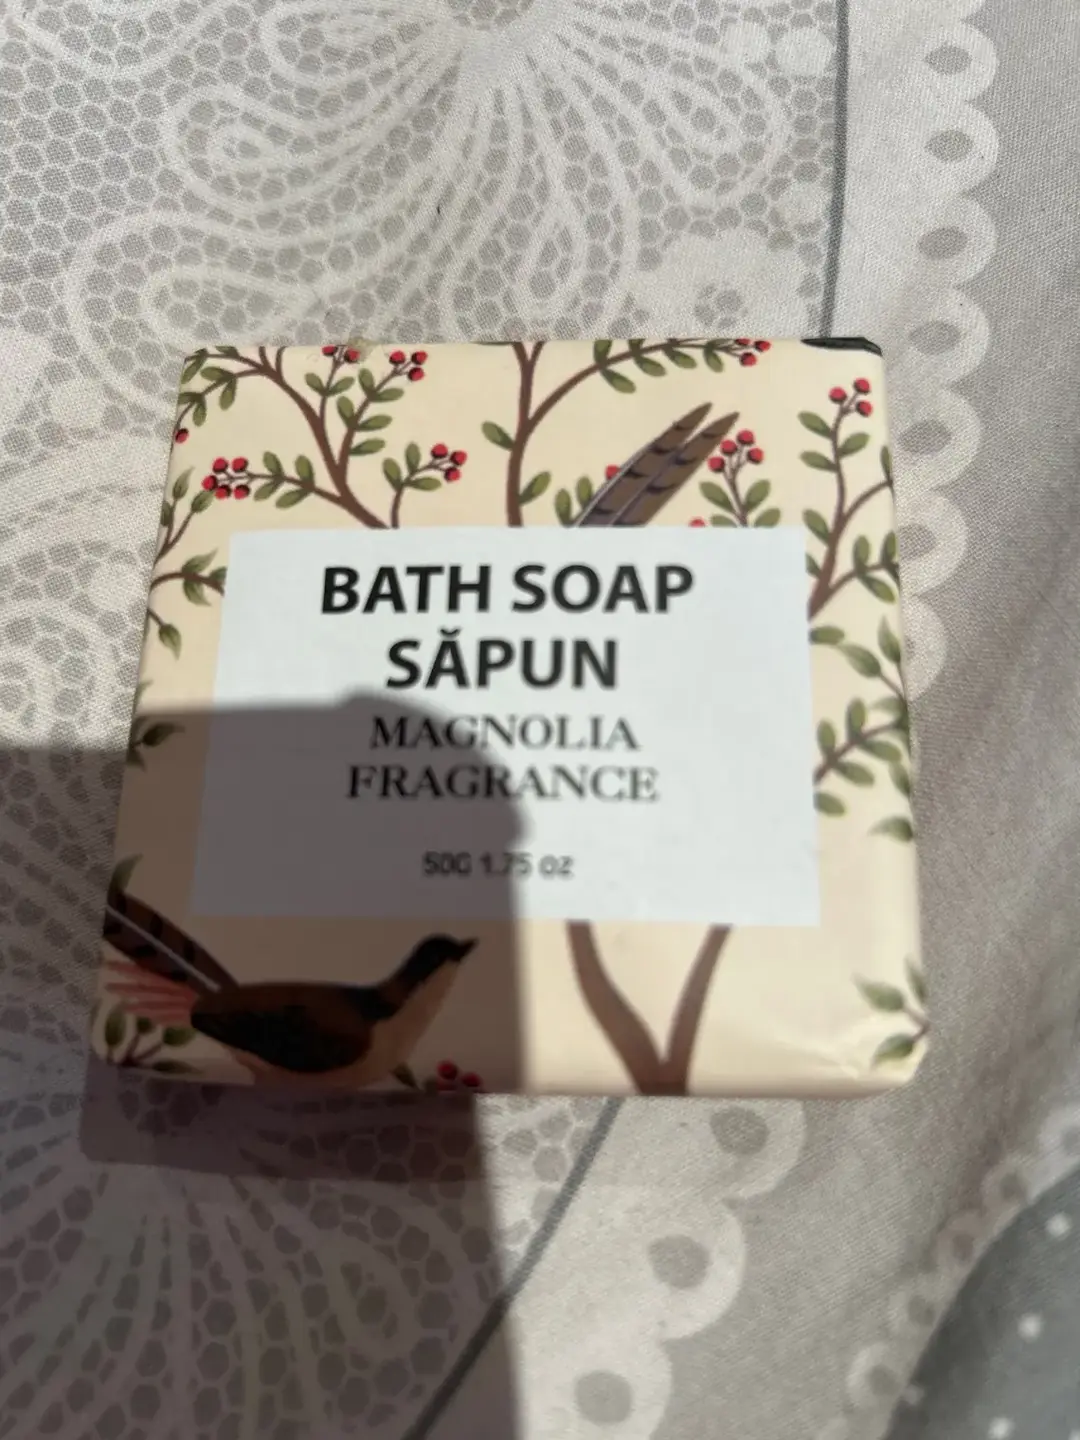 BATH SOAP
SĂPUN
MAGNOLIA
FRAGRANCE
50G 1.75 oz